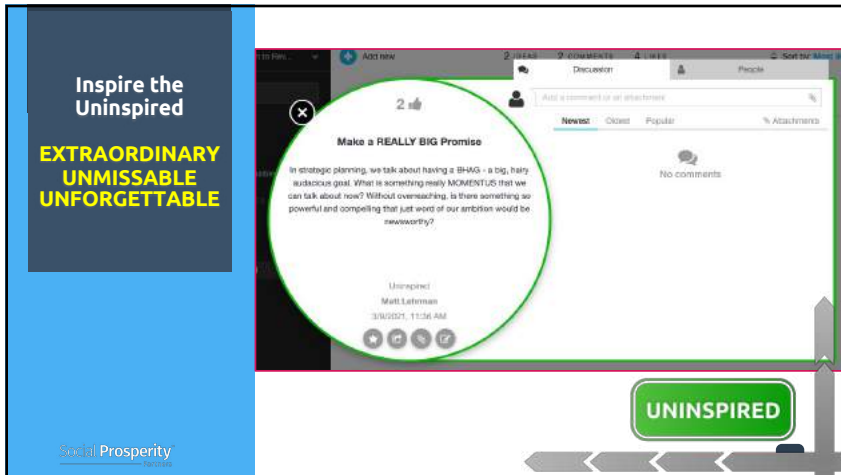 Inspire the
Uninspired
EXTRAORDINARY
UNMISSABLE
UNFORGETTABLE
Add new
2 IDEAS 2 COMMENTS 4 LIKES
Sort by: Most
Discussion
People
2
Add a comment or an attachment
Newest Oldest Popular
Attachments
No comments
Make a REALLY BIG Promise
In strategic planning, we talk about having a BHAG - a big, hairy
audacious goal. What is something really MOMENTUS that we
can talk about now? Without overreaching, is there something so
powerful and compelling that just word of our ambition would be
newsworthy?
Uninspired
Matt Lehrman
3/9/2021, 11:36 AM
UNINSPIRED
Social Prosperity